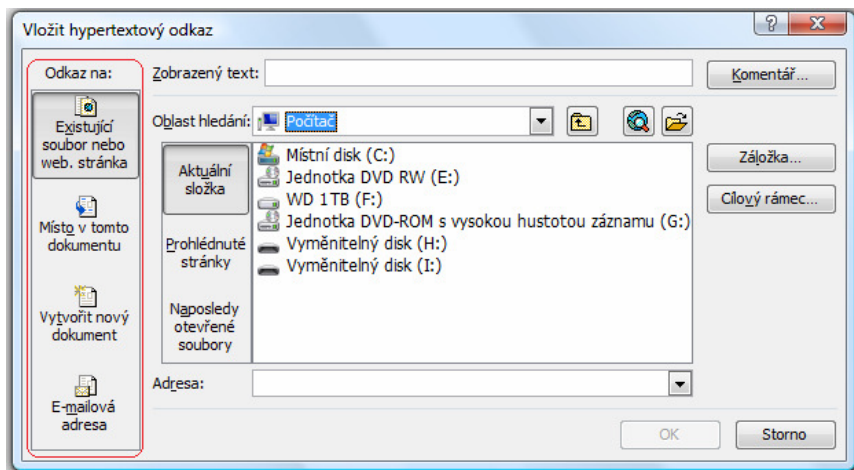 Vložit hypertextový odkaz
Odkaz na:
Zobrazený text:
Komentář...
Existující
soubor nebo
web. stránka
Oblast hledání:
Počítač
Místní disk (C:)
Jednotka DVD RW (E:)
WD 1TB (F:)
Jednotka DVD-ROM s vysokou hustotou záznamu (G:)
Vyměnitelný disk (H:)
Vyměnitelný disk (I:)
Aktuální
složka
Prohlédnuté
stránky
Naposledy
otevřené
soubory
Záložka...
Cílový rámec...
Místo v tomto
dokumentu
Vytvořit nový
dokument
E-mailová
adresa
Adresa:
OK
Storno